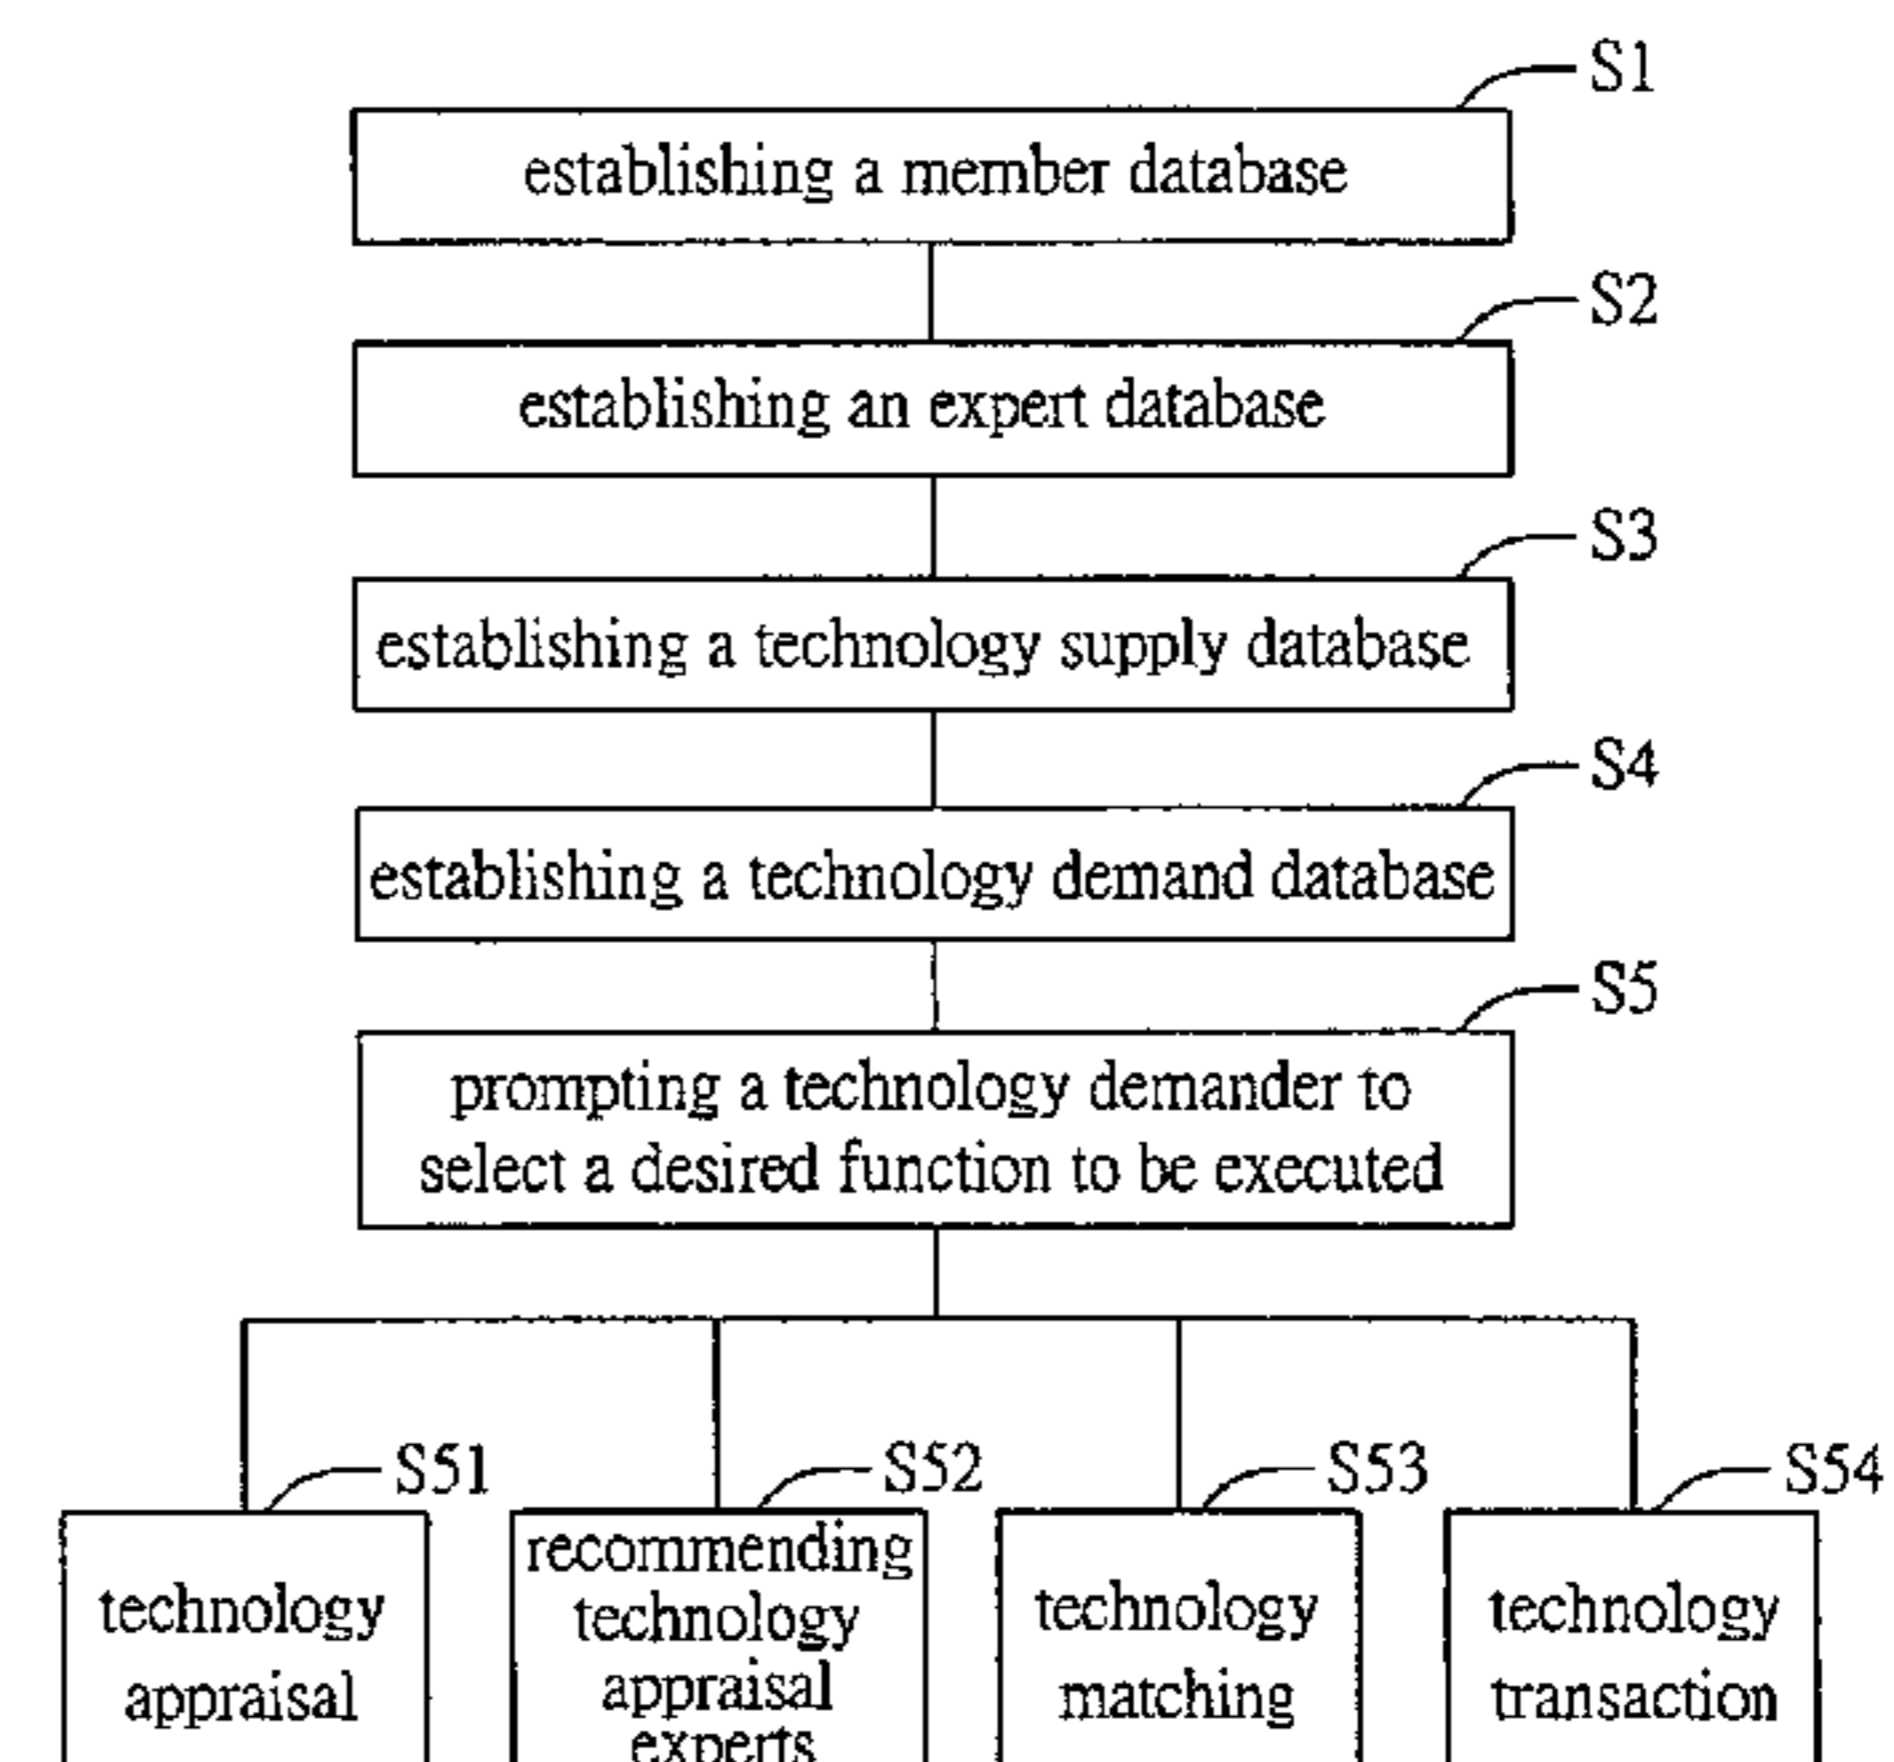 S1
establishing a member database
S2
establishing an expert database
S3
establishing a technology supply database
S4
establishing a technology demand database
S5
prompting a technology demander to
select a desired function to be executed
S51
technology
appraisal
S52
recommending
technology
appraisal
experts
S53
technology
matching
S54
technology
transaction